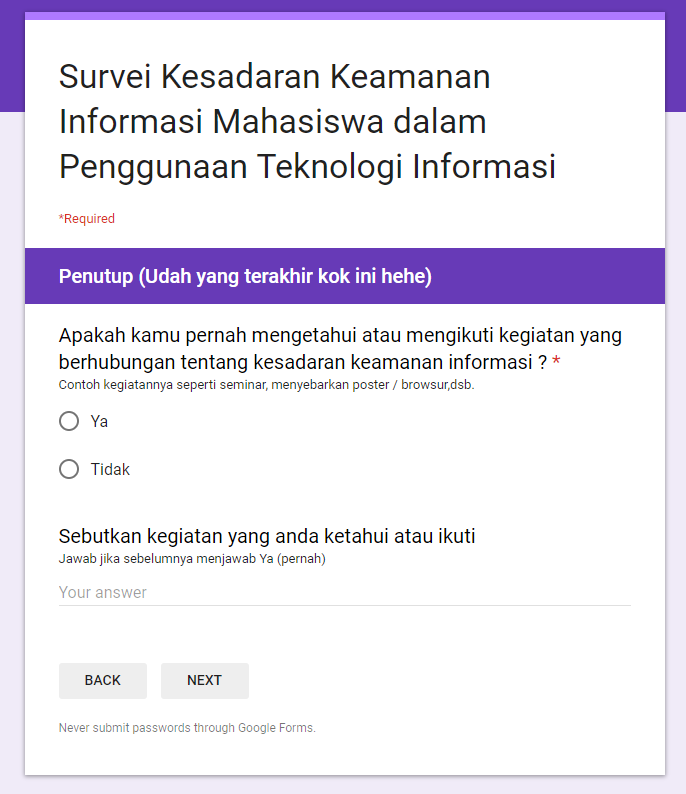 Survei Kesadaran Keamanan
Informasi Mahasiswa dalam
Penggunaan Teknologi Informasi
*Required
Penutup (Udah yang terakhir kok ini hehe)
Apakah kamu pernah mengetahui atau mengikuti kegiatan yang
berhubungan tentang kesadaran keamanan informasi ? *
Contoh kegiatannya seperti seminar, menyebarkan poster / browsur,dsb.
Ya
Tidak
Sebutkan kegiatan yang anda ketahui atau ikuti
Jawab jika sebelumnya menjawab Ya (pernah)
Your answer
BACK NEXT
Never submit passwords through Google Forms.